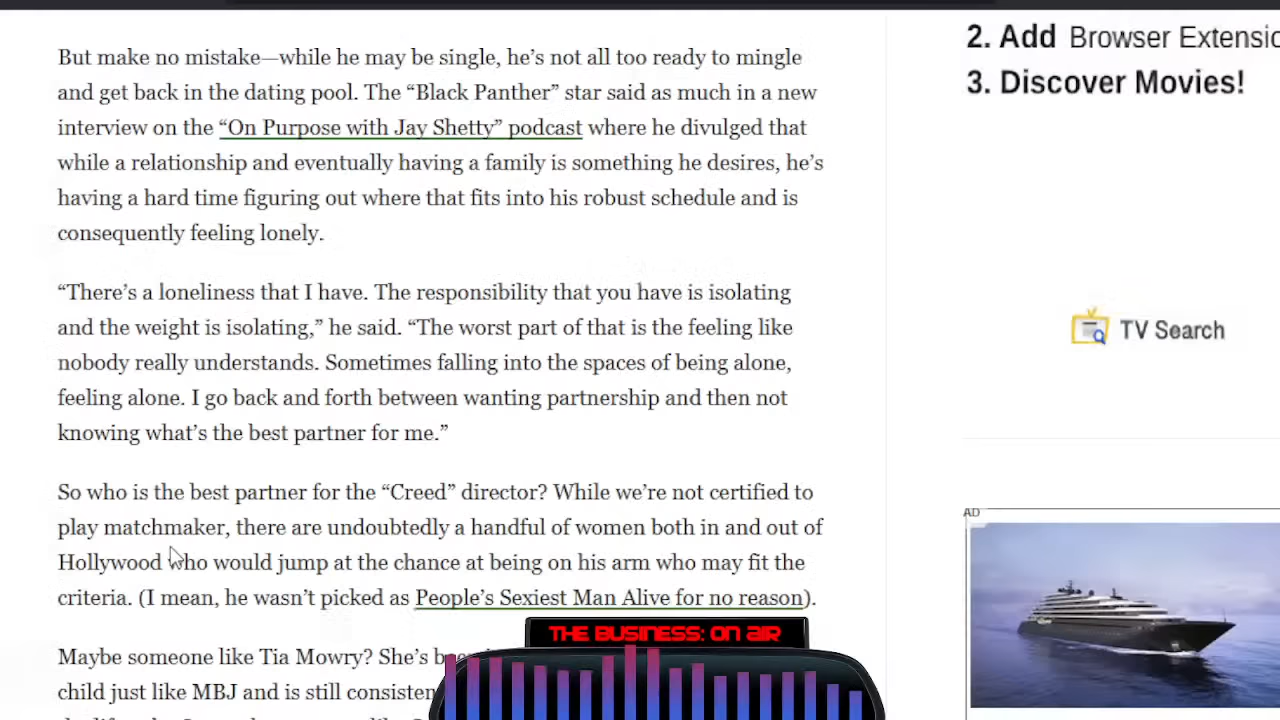 But make no mistake—while he may be single, he's not all too ready to mingle
and get back in the dating pool. The “Black Panther” star said as much in a new
interview on the “On Purpose with Jay Shetty” podcast where he divulged that
while a relationship and eventually having a family is something he desires, he's
having a hard time figuring out where that fits into his robust schedule and is
consequently feeling lonely.
“There's a loneliness that I have. The responsibility that you have is isolating
and the weight is isolating,” he said. “The worst part of that is the feeling like
nobody really understands. Sometimes falling into the spaces of being alone,
feeling alone. I go back and forth between wanting partnership and then not
knowing what's the best partner for me.”
So who is the best partner for the “Creed” director? While we're not certified to
play matchmaker, there are undoubtedly a handful of women both in and out of
Hollywood who would jump at the chance at being on his arm who may fit the
criteria. (I mean, he wasn't picked as People's Sexiest Man Alive for no reason).
Maybe someone like Tia Mowry? She's
child just like MBJ and is still
THE BUSINESS: ON AIR
2. Add Browser
3. Discover Movies!
TV Search
AD